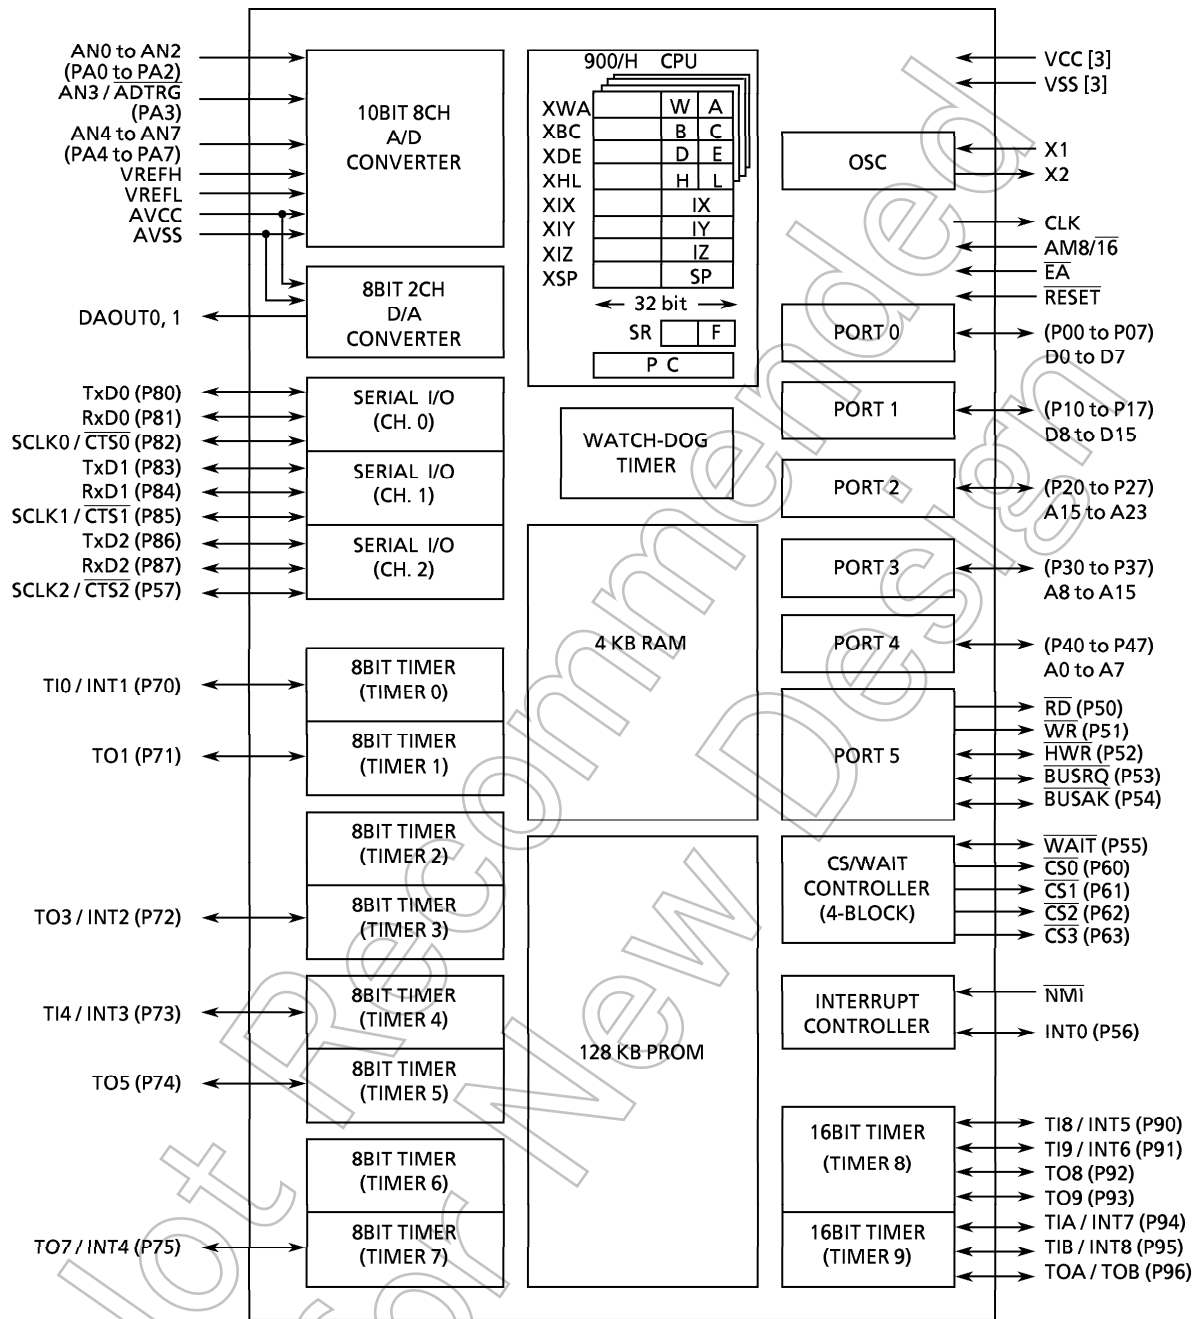 AN0 to AN2
(PA0 to PA2)
AN3 / ADTRG
(PA3)
AN4 to AN7
(PA4 to PA7)
VREFH
VREFL
AVCC
AVSS
10BIT 8CH
A/D
CONVERTER
DAOUT0, 1
8BIT 2CH
D/A
CONVERTER
TxD0 (P80)
RxD0 (P81)
SCLK0 / CTS0 (P82)
SERIAL I/O
(CH. 0)
TxD1 (P83)
RxD1 (P84)
SCLK1 / CTS1 (P85)
SERIAL I/O
(CH. 1)
TxD2 (P86)
RxD2 (P87)
SCLK2 / CTS2 (P57)
SERIAL I/O
(CH. 2)
TI0 / INT1 (P70)
8BIT TIMER
(TIMER 0)
TO1 (P71)
8BIT TIMER
(TIMER 1)
8BIT TIMER
(TIMER 2)
TO3 / INT2 (P72)
8BIT TIMER
(TIMER 3)
TI4 / INT3 (P73)
8BIT TIMER
(TIMER 4)
TO5 (P74)
8BIT TIMER
(TIMER 5)
8BIT TIMER
(TIMER 6)
TO7 / INT4 (P75)
8BIT TIMER
(TIMER 7)
900/H CPU
XWA W A
XBC B C
XDE D E
XHL H L
XIX IX
XIY IY
XIZ IZ
XSP SP
32 bit
SR F
P C
WATCH-DOG
TIMER
4 KB RAM
128 KB PROM
VCC [3]
VSS [3]
OSC
X1
X2
CLK
AM8/16
EA
RESET
PORT 0
(P00 to P07)
D0 to D7
PORT 1
(P10 to P17)
D8 to D15
PORT 2
(P20 to P27)
A15 to A23
PORT 3
(P30 to P37)
A8 to A15
PORT 4
(P40 to P47)
A0 to A7
PORT 5
RD (P50)
WR (P51)
HWR (P52)
BUSRQ (P53)
BUSAK (P54)
CS/WAIT
CONTROLLER
(4-BLOCK)
WAIT (P55)
CS0 (P60)
CS1 (P61)
CS2 (P62)
CS3 (P63)
INTERRUPT
CONTROLLER
NMI
INT0 (P56)
16BIT TIMER
(TIMER 8)
TI8 / INT5 (P90)
TI9 / INT6 (P91)
TO8 (P92)
TO9 (P93)
16BIT TIMER
(TIMER 9)
TIA / INT7 (P94)
TIB / INT8 (P95)
TOA / TOB (P96)
Not Recommended
for New Design